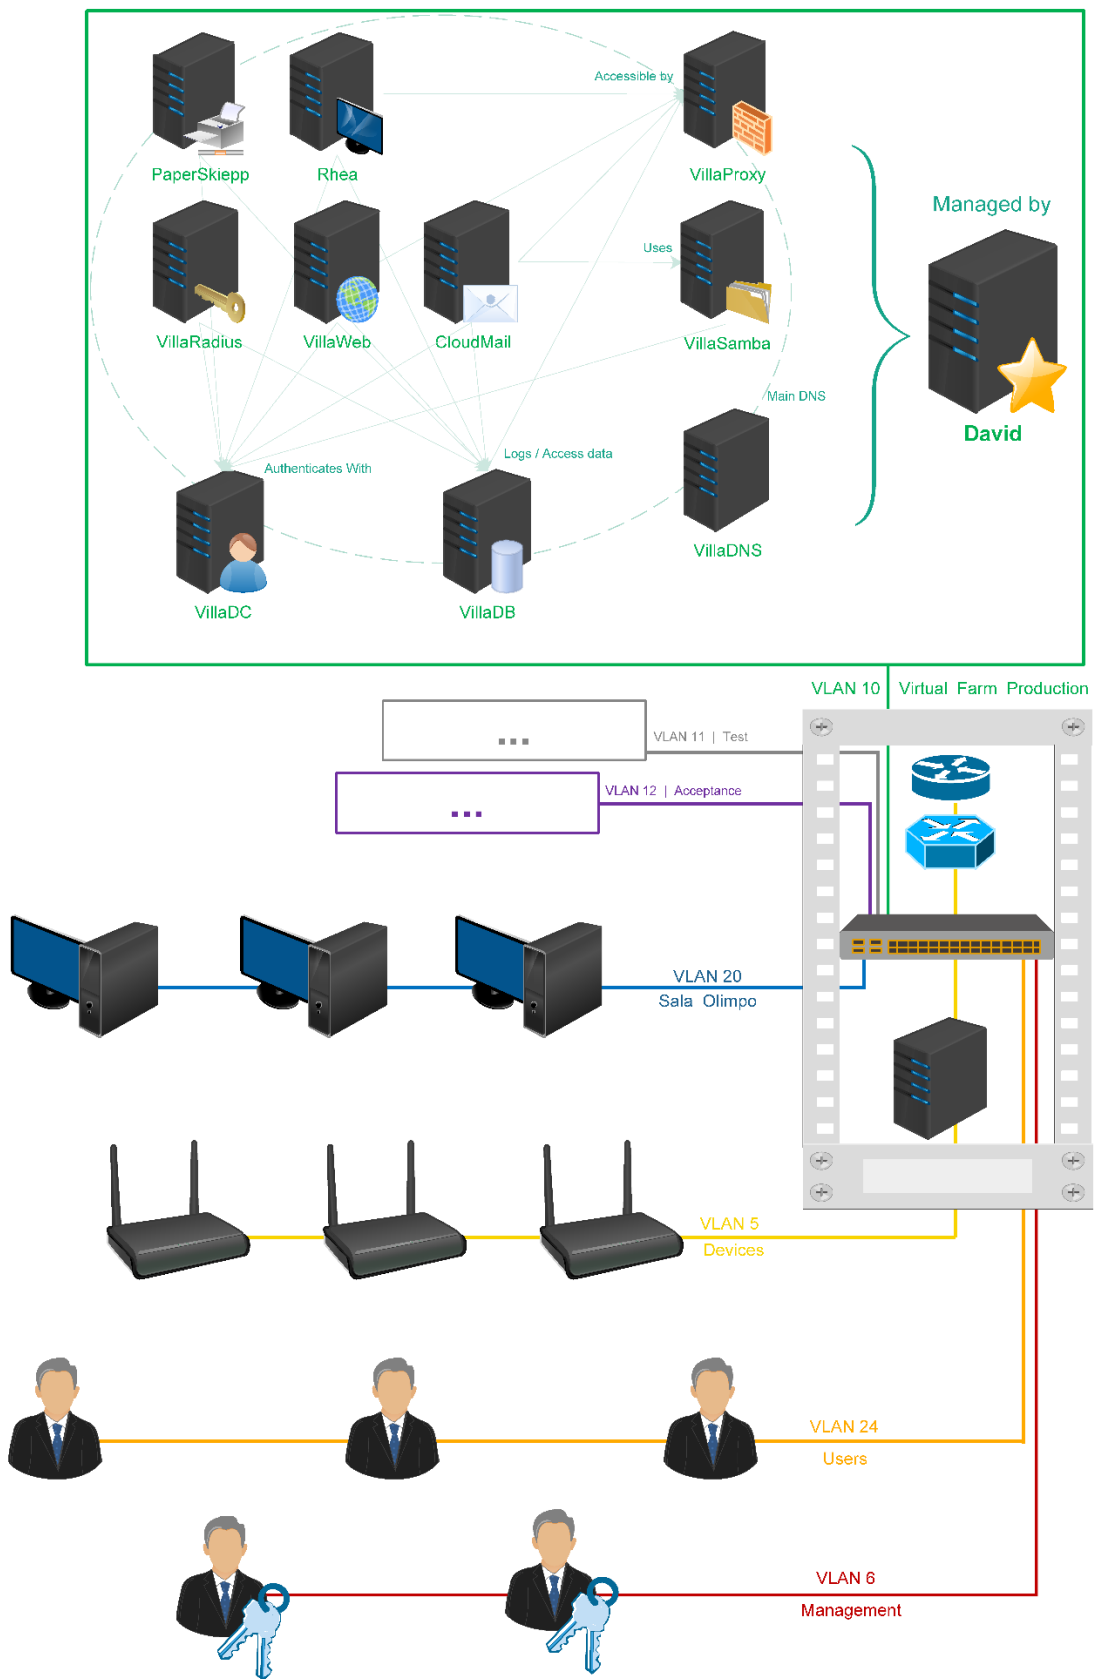 Accessible by
PaperSkiepp
Rhea
VillaProxy
Managed by
Uses
VillaRadius
VillaWeb
CloudMail
VillaSamba
Main DNS
David
Logs / Access data
Authenticates With
VillaDNS
VillaDC
VillaDB
VLAN 10
Virtual Farm Production
...
VLAN 11 | Test
...
VLAN 12 | Acceptance
VLAN 20
Sala Olimpo
VLAN 5
Devices
VLAN 24
Users
VLAN 6
Management